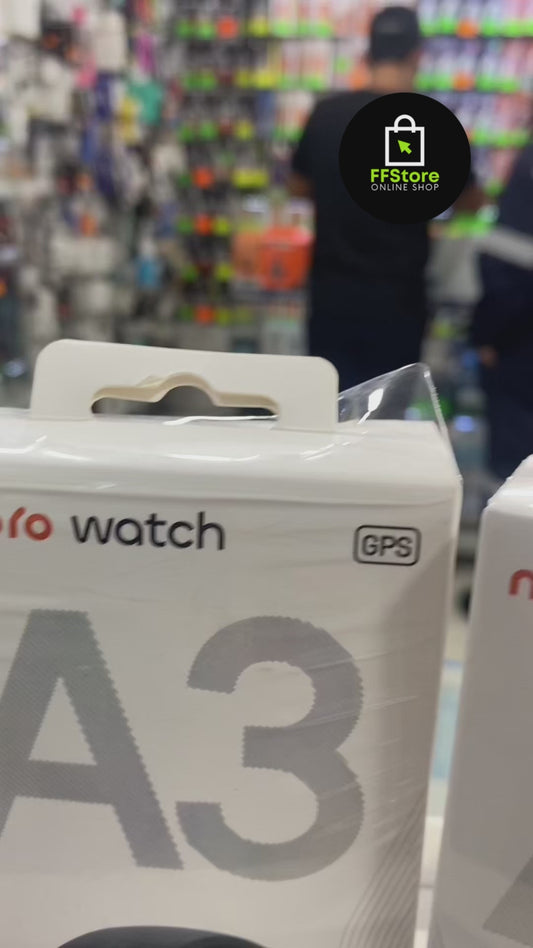 FFStore
ONLINE SHOP
watch
GPS
A3